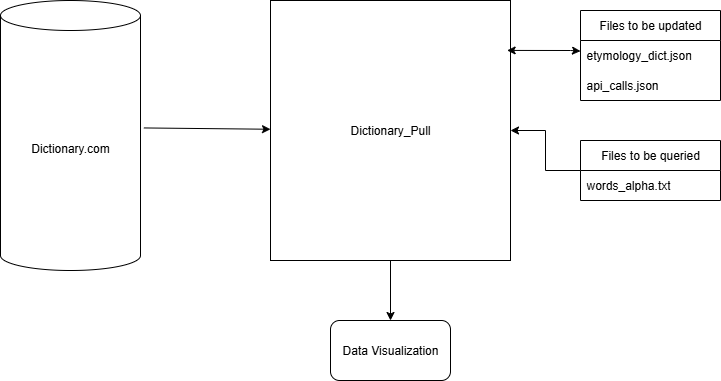 Files to be updated
etymology_dict.json
api_calls.json
Dictionary.com
Dictionary_Pull
Files to be queried
words_alpha.txt
Data Visualization